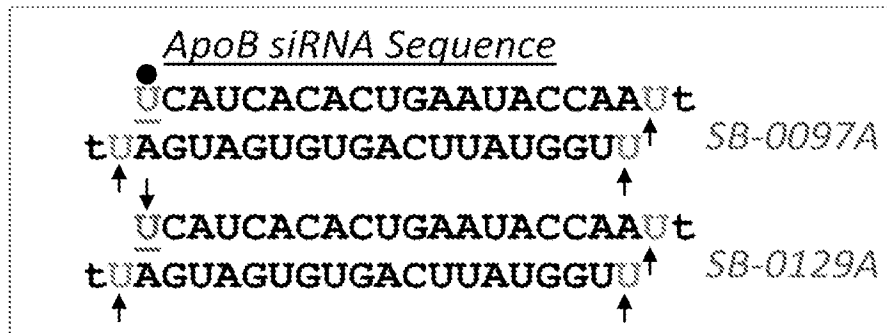 ApoB siRNA Sequence
UCAUCACACUGAAUACCAAUt
SB-0097A
tUAGUAGUGUGACUUAUGGUU
UCAUCACACUGAAUACCAAUt
SB-0129A
tUAGUAGUGUGACUUAUGGUU